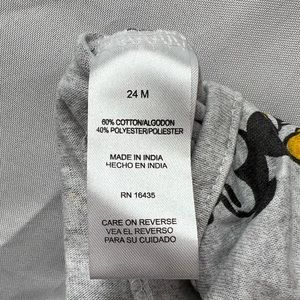 24 M
60% COTTON/ALGODON
40% POLYESTER/POLIESTER
MADE IN INDIA
HECHO EN INDIA
RN 16435
CARE ON REVERSE
VEA EL REVERSO
PARA SU CUIDADO